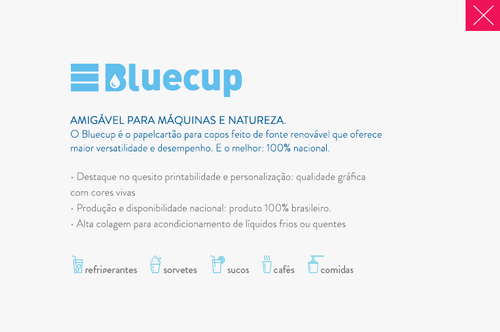 Bluecup
AMIGÁVEL PARA MÁQUINAS E NATUREZA.
O Bluecup é o papelcartão para copos feito de fonte renovável que oferece
maior versatilidade e desempenho. E o melhor: 100% nacional.
• Destaque no quesito printabilidade e personalização: qualidade gráfica
com cores vivas
• Produção e disponibilidade nacional: produto 100% brasileiro.
• Alta colagem para acondicionamento de líquidos frios ou quentes
refrigerantes sorvetes sucos cafés comidas